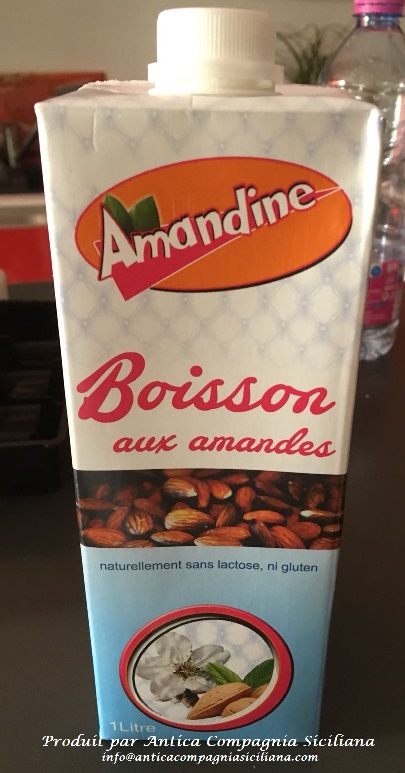 Amandine
Boisson
aux amandes
naturellement sans lactose, ni gluten
1Litre
Produit par Antica Compagnia Siciliana
info@anticacompagniasiciliana.com